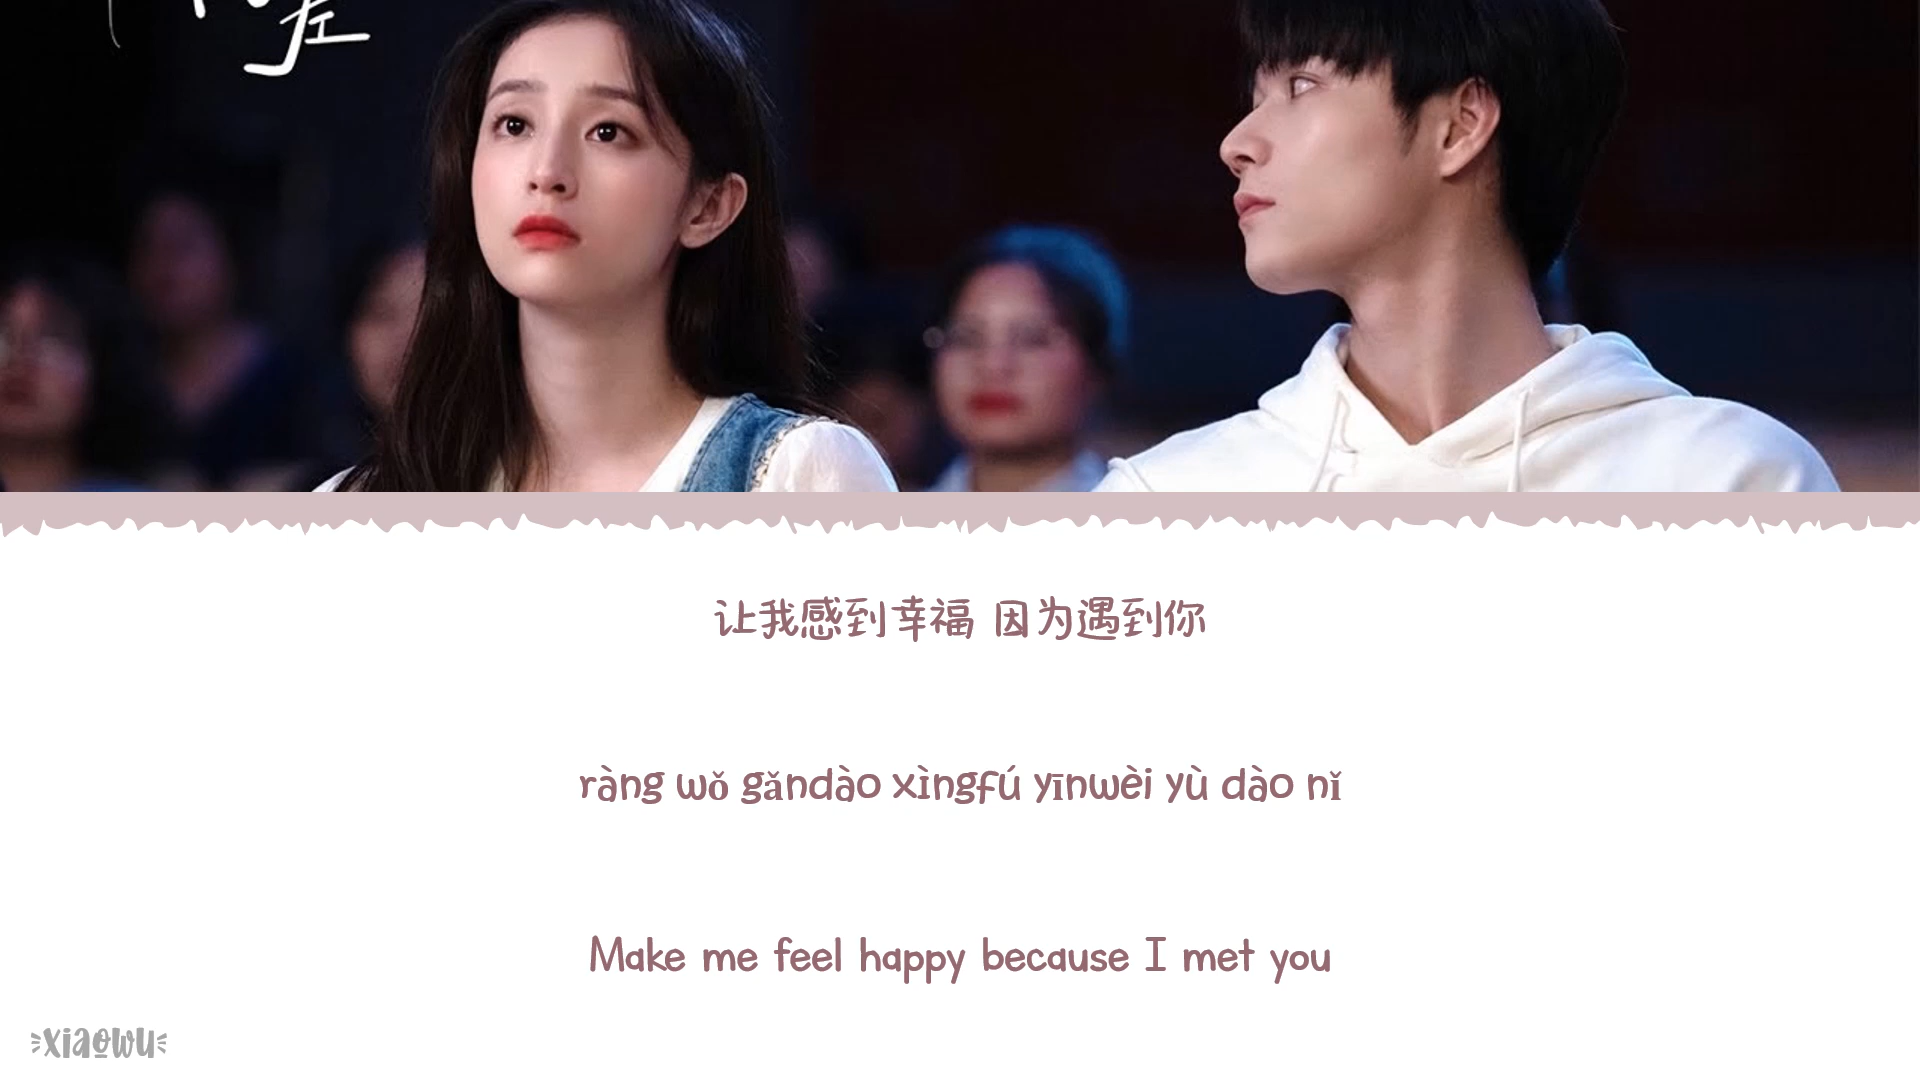 差
让我感到幸福 因为遇到你
ràng wǒ gǎndào xìngfú yīnwèi yù dào nǐ
Make me feel happy because I met you
xiaowu